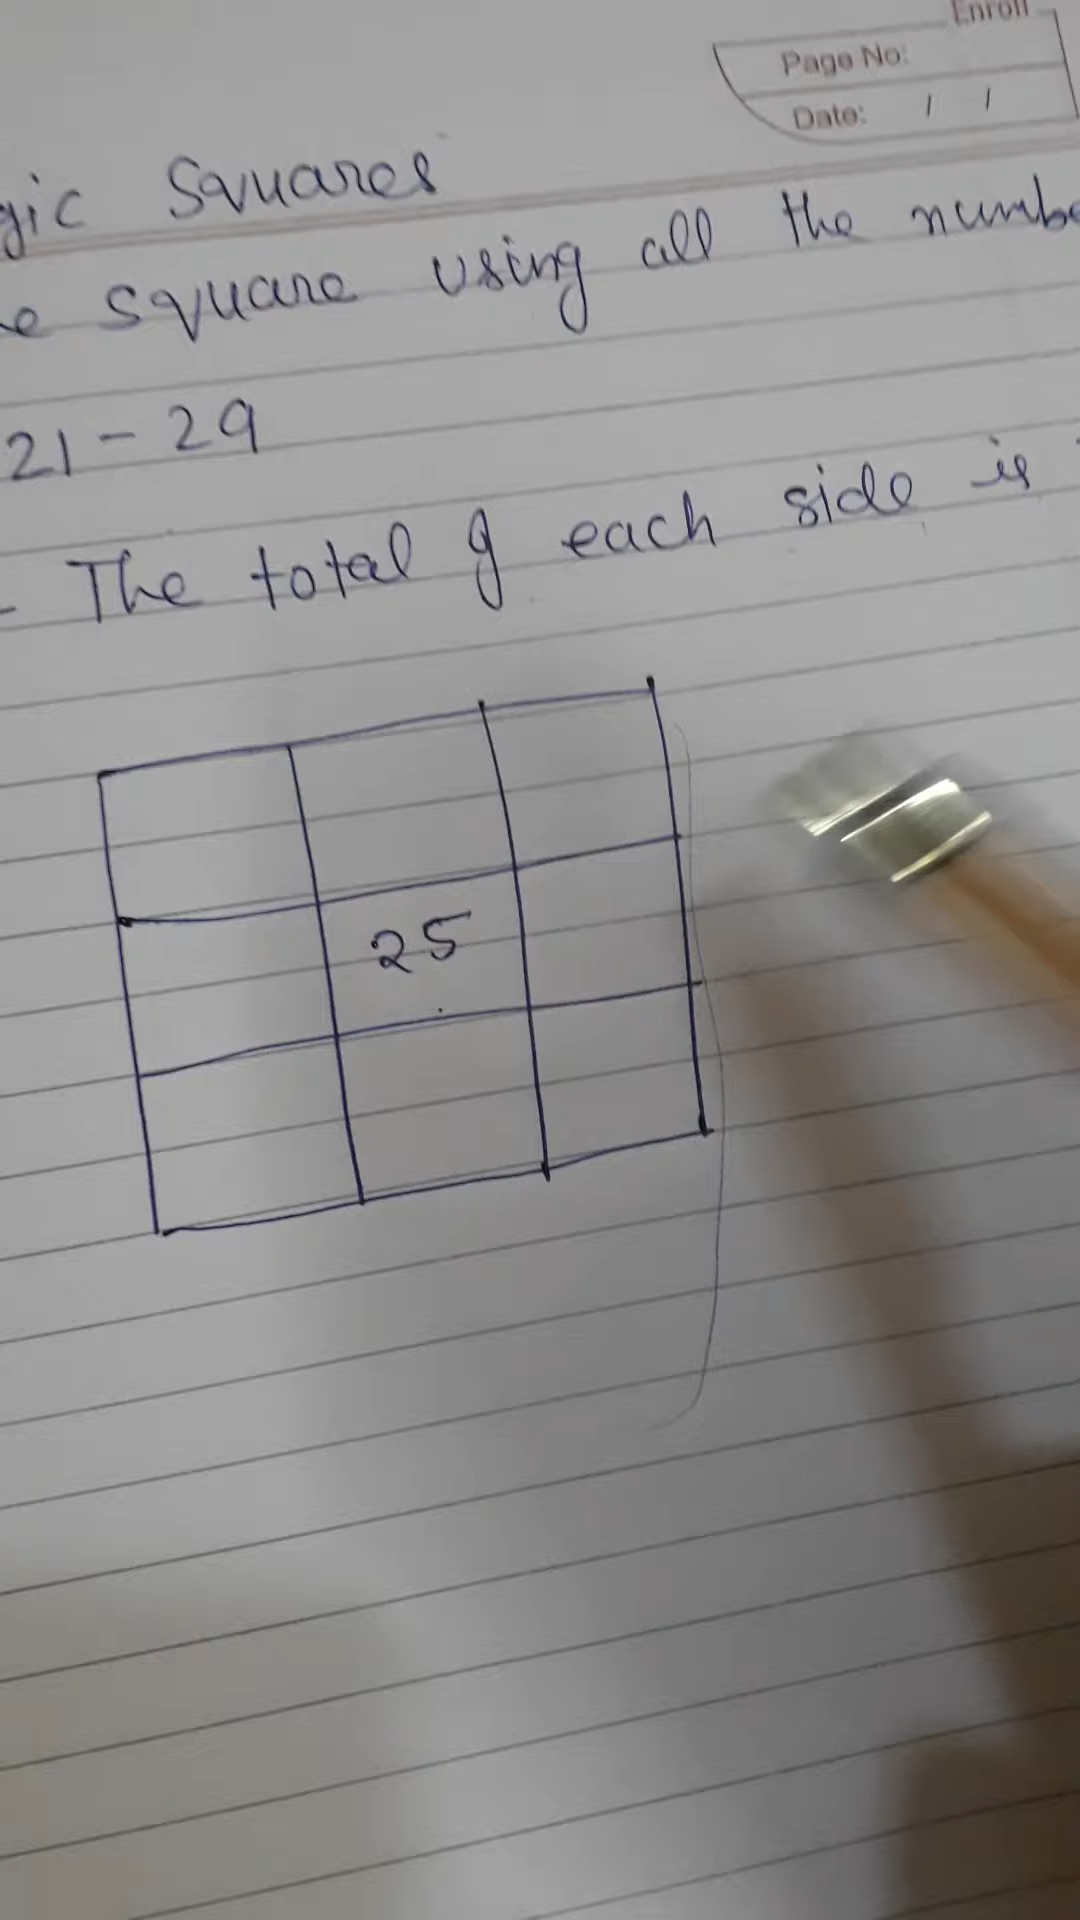 Enroll
Page No:
Date: / /
gic Squares
e square using all the numbe
21 - 29
- The total of each side is
25